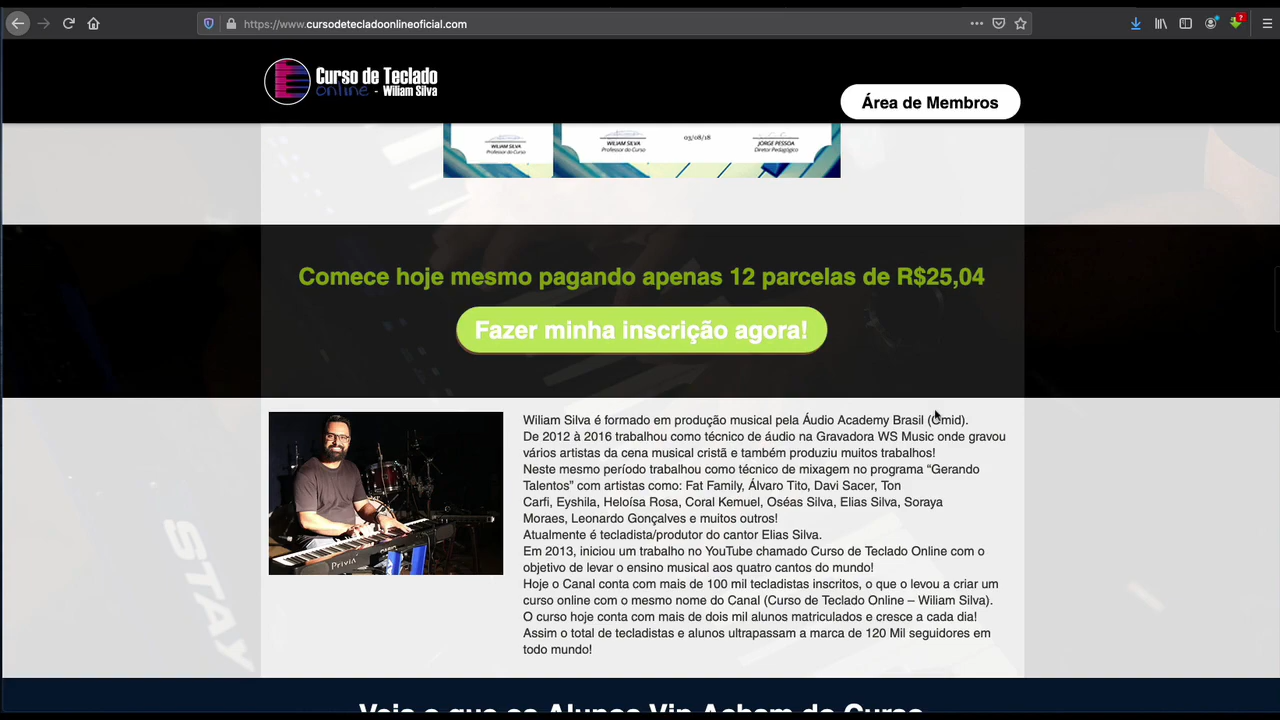 https://www.cursodetecladoonlineoficial.com
Curso de Teclado
online - Wiliam Silva
Área de Membros
WILIAM SILVA
Professor do Curso
WILIAM SILVA
Professor do Curso
03/08/18
JORGE PESSOA
Diretor Pedagógico
Comece hoje mesmo pagando apenas 12 parcelas de R$25,04
Fazer minha inscrição agora!
Wiliam Silva é formado em produção musical pela Áudio Academy Brasil (Omid).
De 2012 à 2016 trabalhou como técnico de áudio na Gravadora WS Music onde gravou
vários artistas da cena musical cristã e também produziu muitos trabalhos!
Neste mesmo período trabalhou como técnico de mixagem no programa “Gerando
Talentos” com artistas como: Fat Family, Álvaro Tito, Davi Sacer, Ton
Carfi, Eyshila, Heloísa Rosa, Coral Kemuel, Oséas Silva, Elias Silva, Soraya
Moraes, Leonardo Gonçalves e muitos outros!
Atualmente é tecladista/produtor do cantor Elias Silva.
Em 2013, iniciou um trabalho no YouTube chamado Curso de Teclado Online com o
objetivo de levar o ensino musical aos quatro cantos do mundo!
Hoje o Canal conta com mais de 100 mil tecladistas inscritos, o que o levou a criar um
curso online com o mesmo nome do Canal (Curso de Teclado Online – Wiliam Silva).
O curso hoje conta com mais de dois mil alunos matriculados e cresce a cada dia!
Assim o total de tecladistas e alunos ultrapassam a marca de 120 Mil seguidores em
todo mundo!
PriviA
STAY
Veja o que os Alunos Vip Acham do Curso